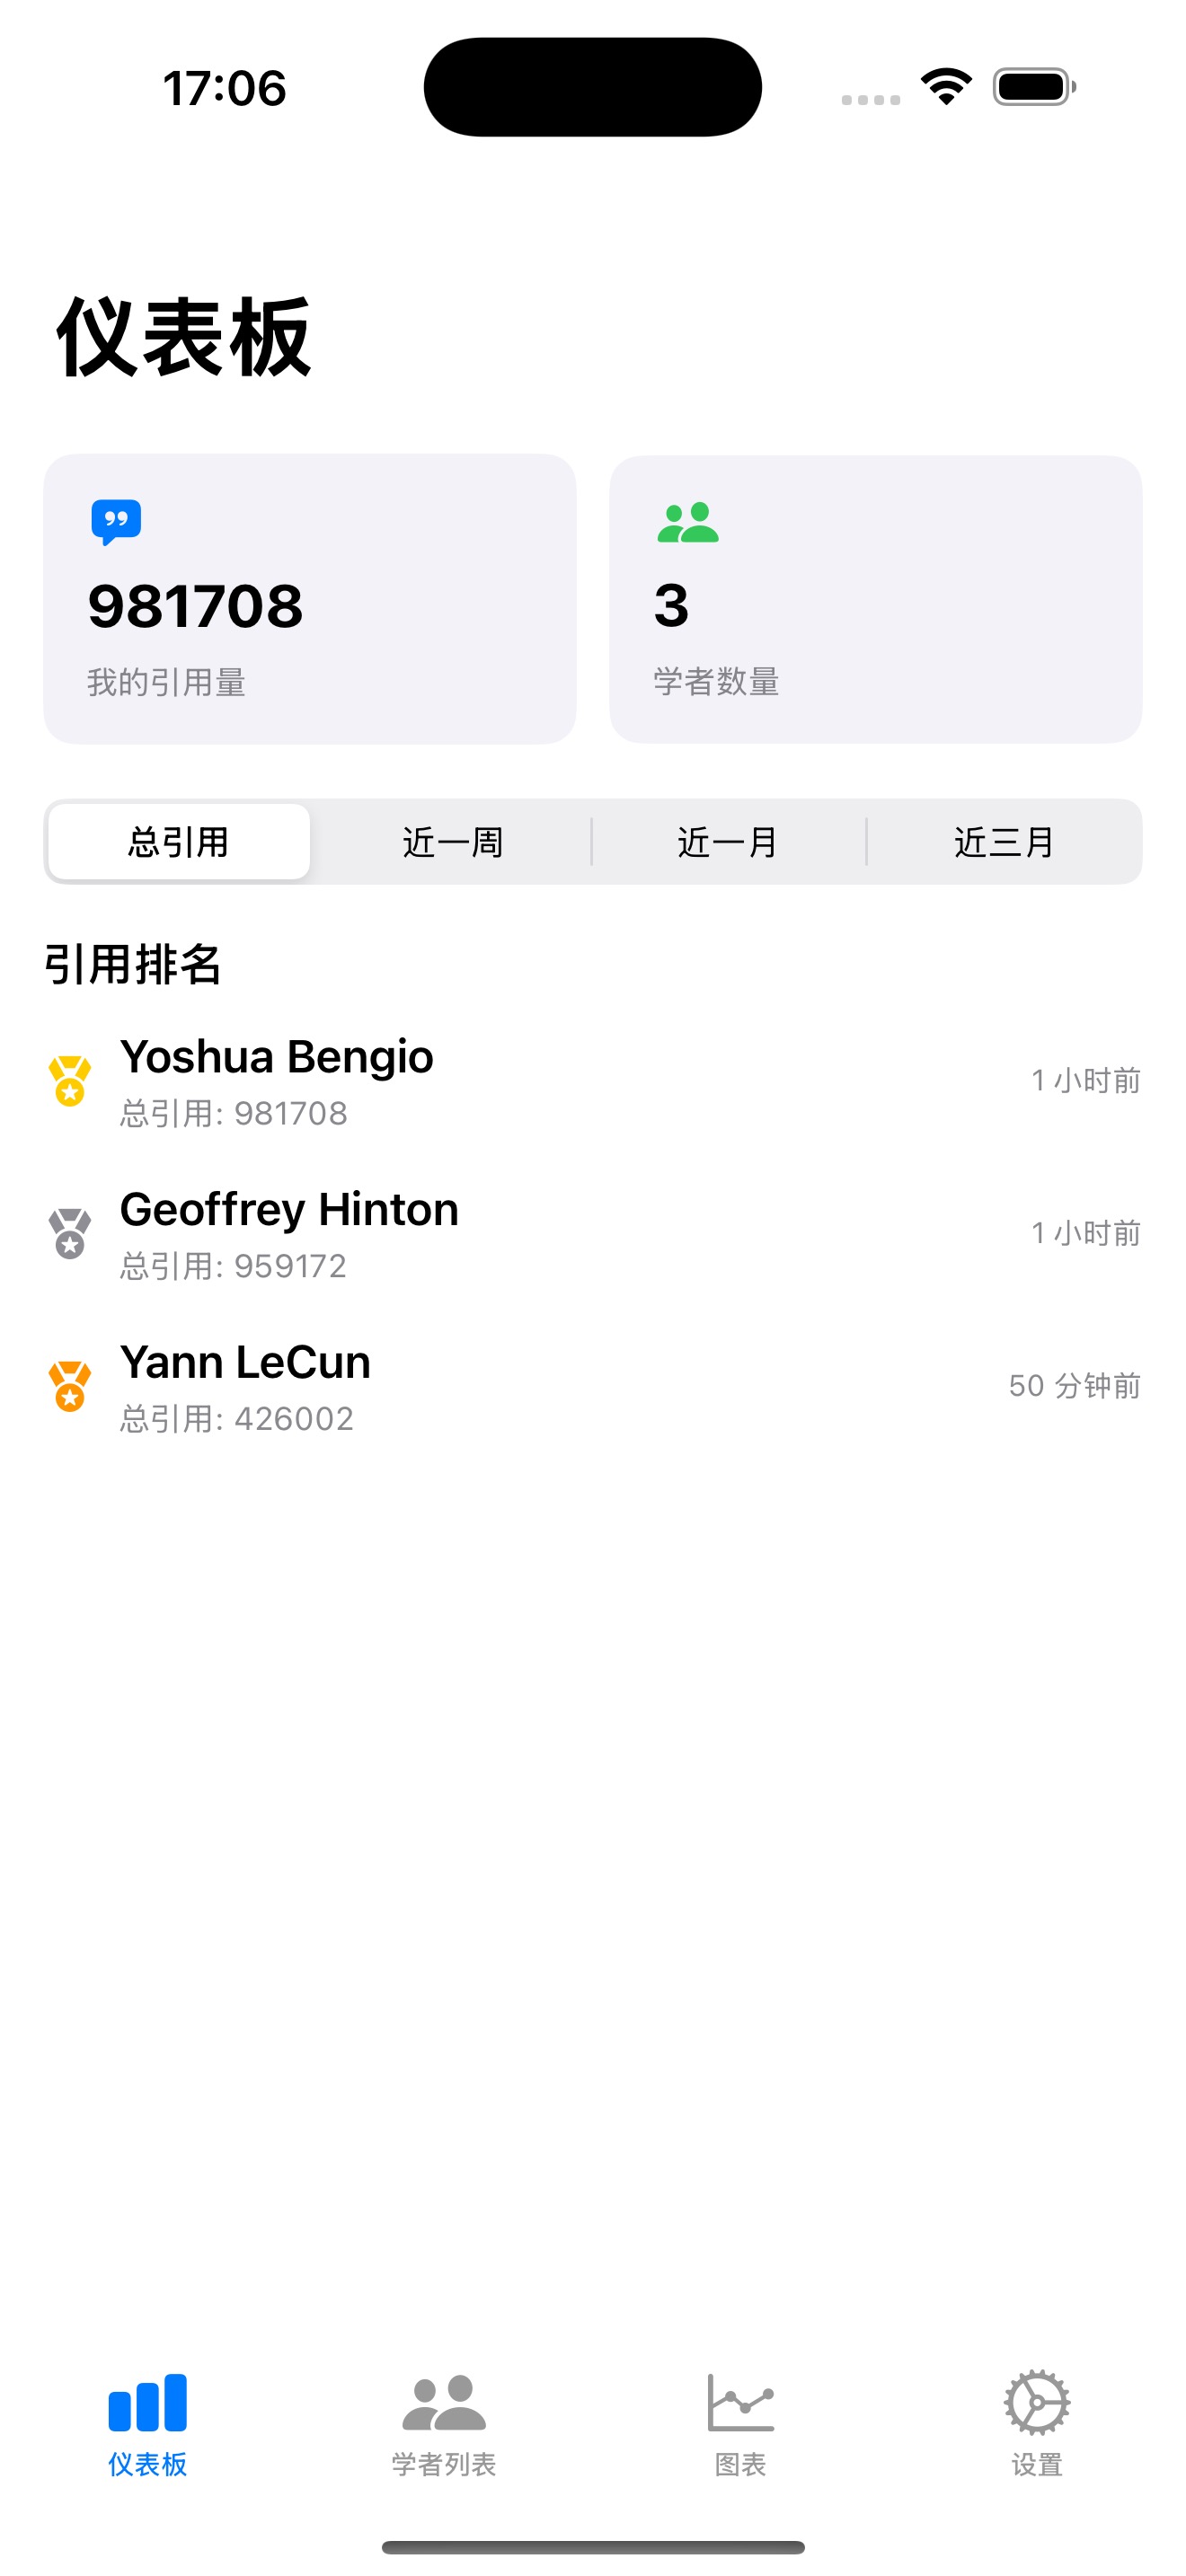 17:06
仪表板
981708
我的引用量
3
学者数量
总引用 近一周 近一月 近三月
引用排名
Yoshua Bengio
总引用: 981708
1 小时前
Geoffrey Hinton
总引用: 959172
1 小时前
Yann LeCun
总引用: 426002
50 分钟前
仪表板 学者列表 图表 设置